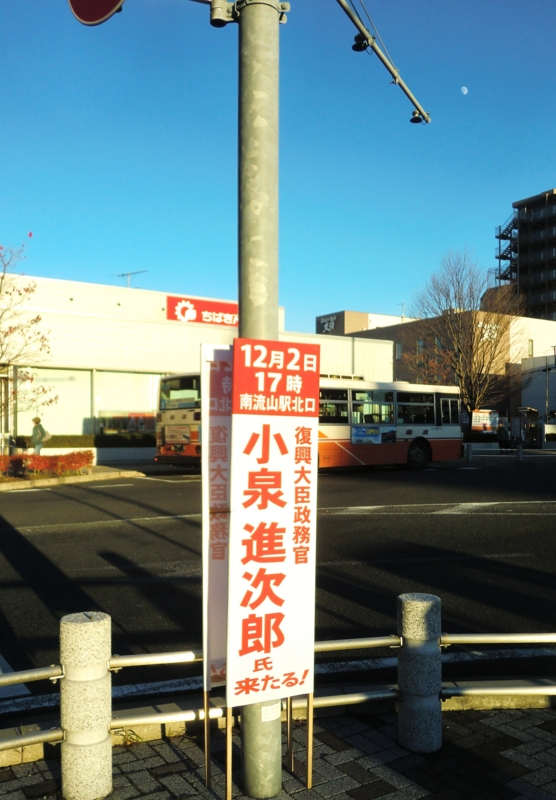 ちばぎん
12月2日
17時
南流山駅北口
復興大臣政務官
小泉進次郎
氏
来たる!